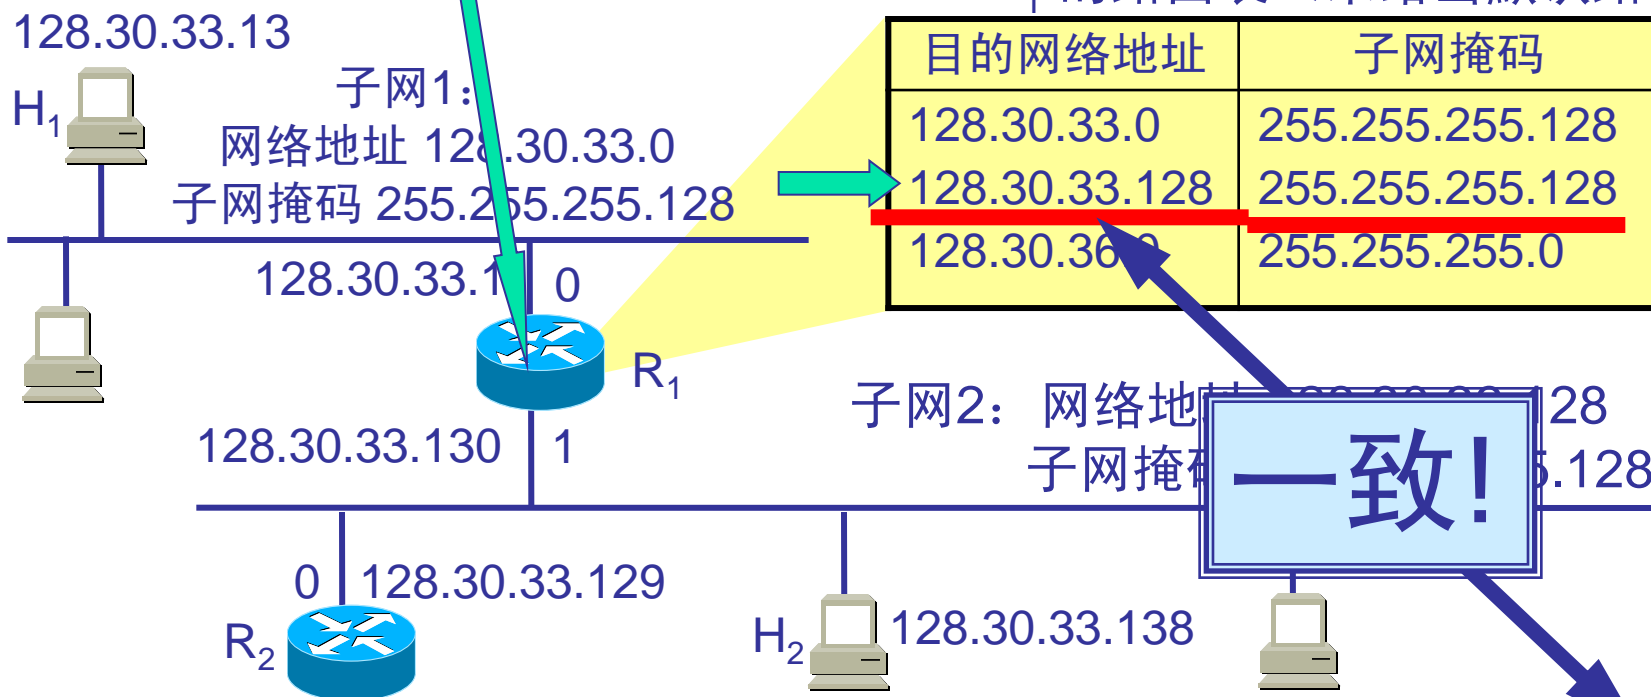 128.30.33.13
H1
子网1：
网络地址 128.30.33.0
子网掩码 255.255.255.128
目的网络地址 子网掩码
128.30.33.0 255.255.255.128
128.30.33.128 255.255.255.128
128.30.36.0 255.255.255.0
128.30.33.1 0
R1
128.30.33.130 1
子网2： 网络地 128
子网掩 .128
一致!
0 128.30.33.129
R2
H2 128.30.33.138